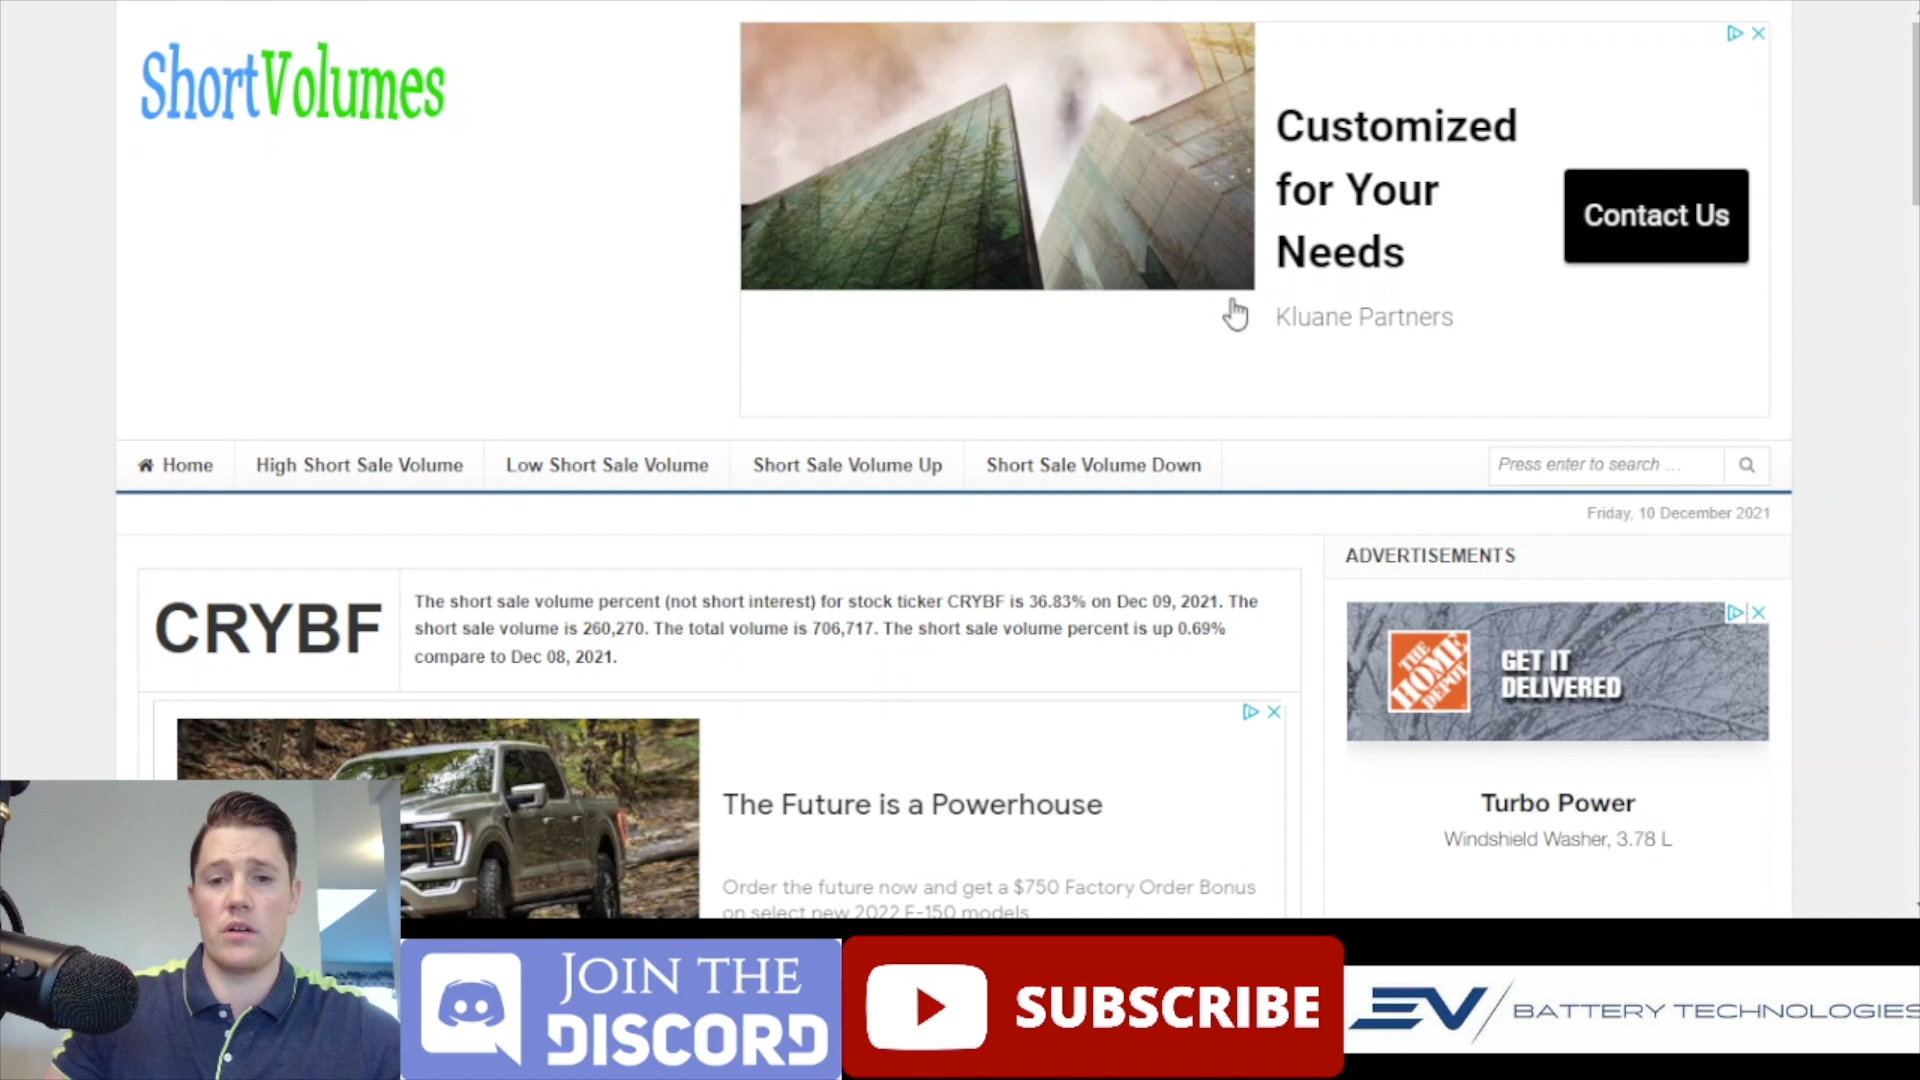 ShortVolumes
Customized
for Your
Needs
Contact Us
Kluane Partners
Home
High Short Sale Volume
Low Short Sale Volume
Short Sale Volume Up
Short Sale Volume Down
Press enter to search ...
Friday, 10 December 2021
CRYBF
The short sale volume percent (not short interest) for stock ticker CRYBF is 36.83% on Dec 09, 2021. The
short sale volume is 260,270. The total volume is 706,717. The short sale volume percent is up 0.69%
compare to Dec 08, 2021.
ADVERTISEMENTS
THE
HOME
DEPOT
GET IT
DELIVERED
Turbo Power
Windshield Washer, 3.78 L
The Future is a Powerhouse
Order the future now and get a $750 Factory Order Bonus
on select new 2022 F-150 models
JOIN THE
DISCORD
SUBSCRIBE
EV
BATTERY TECHNOLOGIES